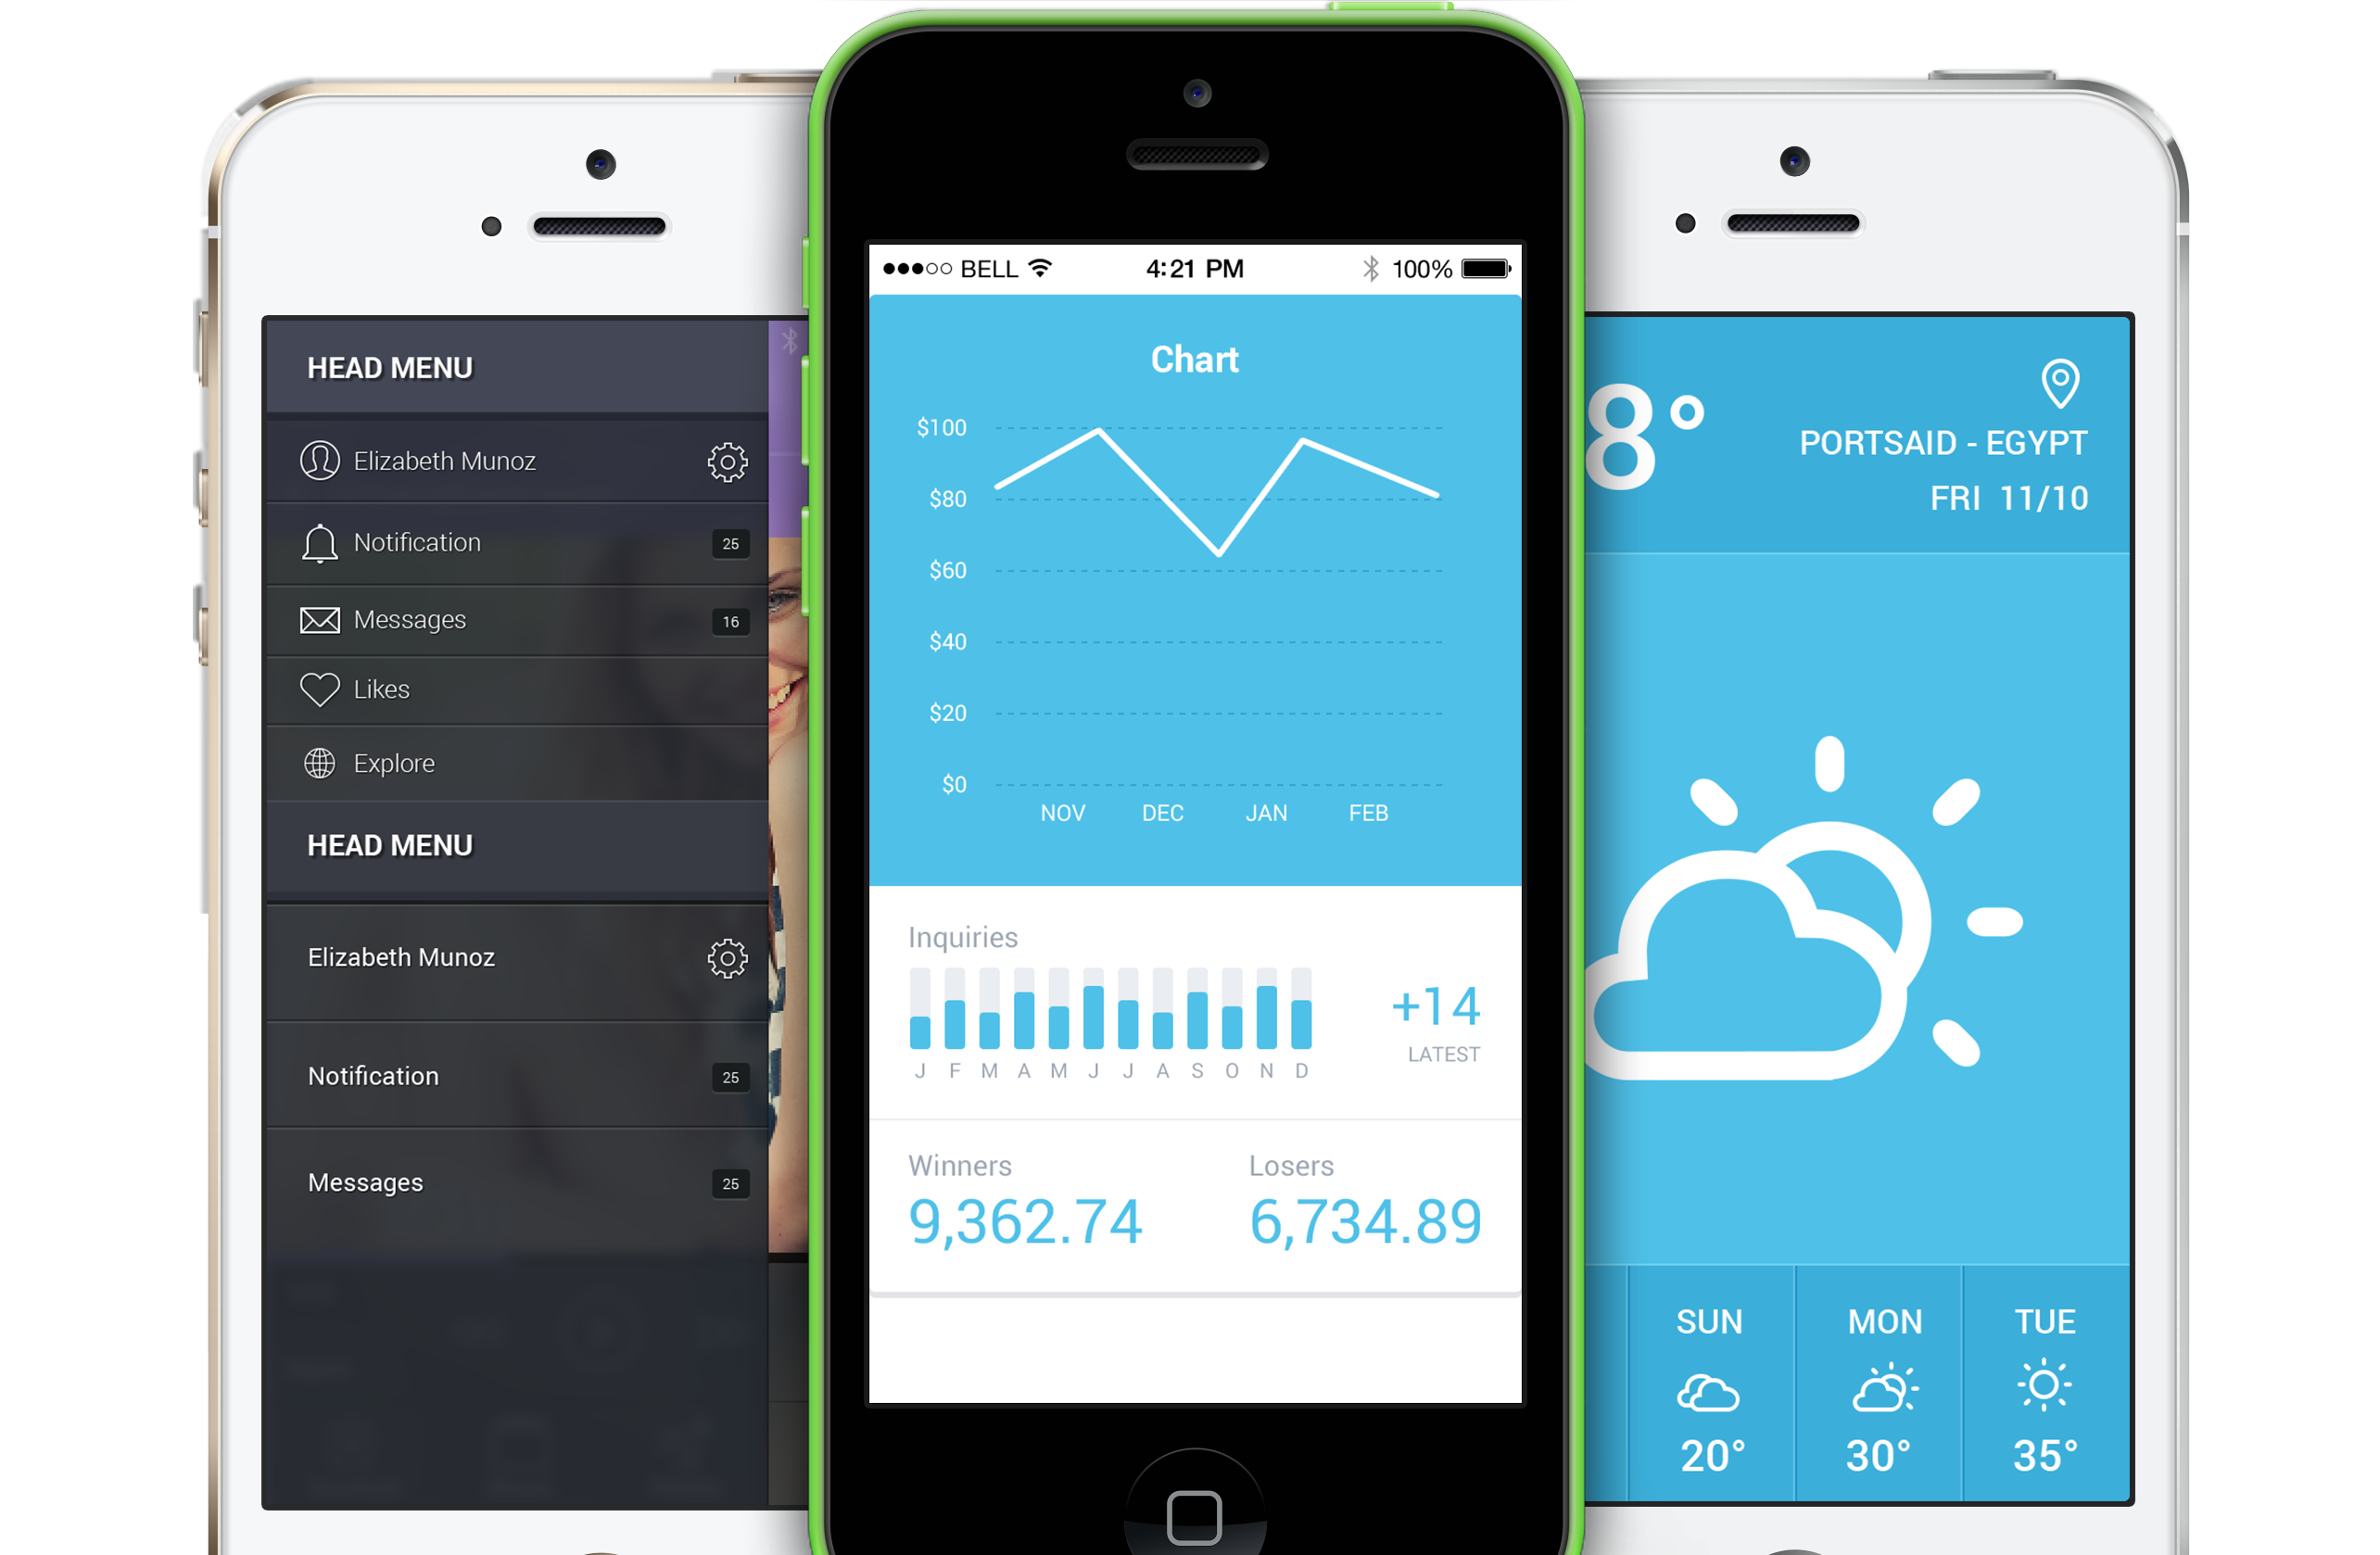 HEAD MENU
Elizabeth Munoz
Notification 25
Messages 16
Likes
Explore
HEAD MENU
Elizabeth Munoz
Notification 25
Messages 25
BELL 4:21 PM 100%
Chart
$100
$80
$60
$40
$20
$0
NOV DEC JAN FEB
Inquiries
J F M A M J J A S O N D
+14
LATEST
Winners Losers
9,362.74 6,734.89
8°
PORTSAID - EGYPT
FRI 11/10
SUN MON TUE
20° 30° 35°